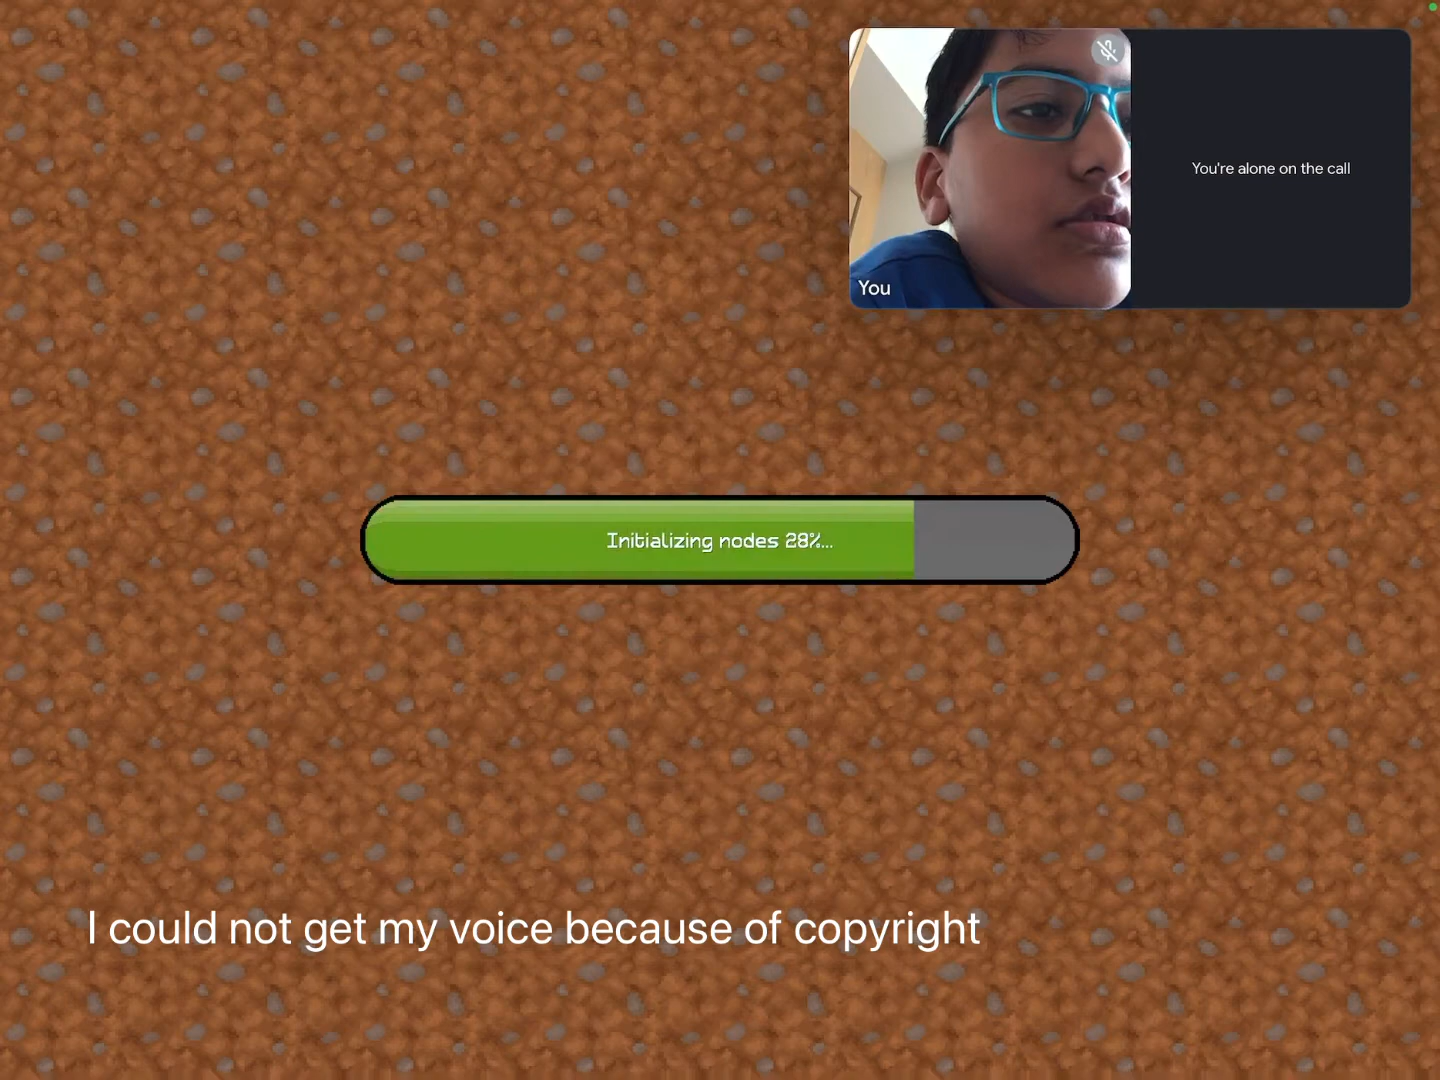 You're alone on the call
You
Initializing nodes 28%...
I could not get my voice because of copyright